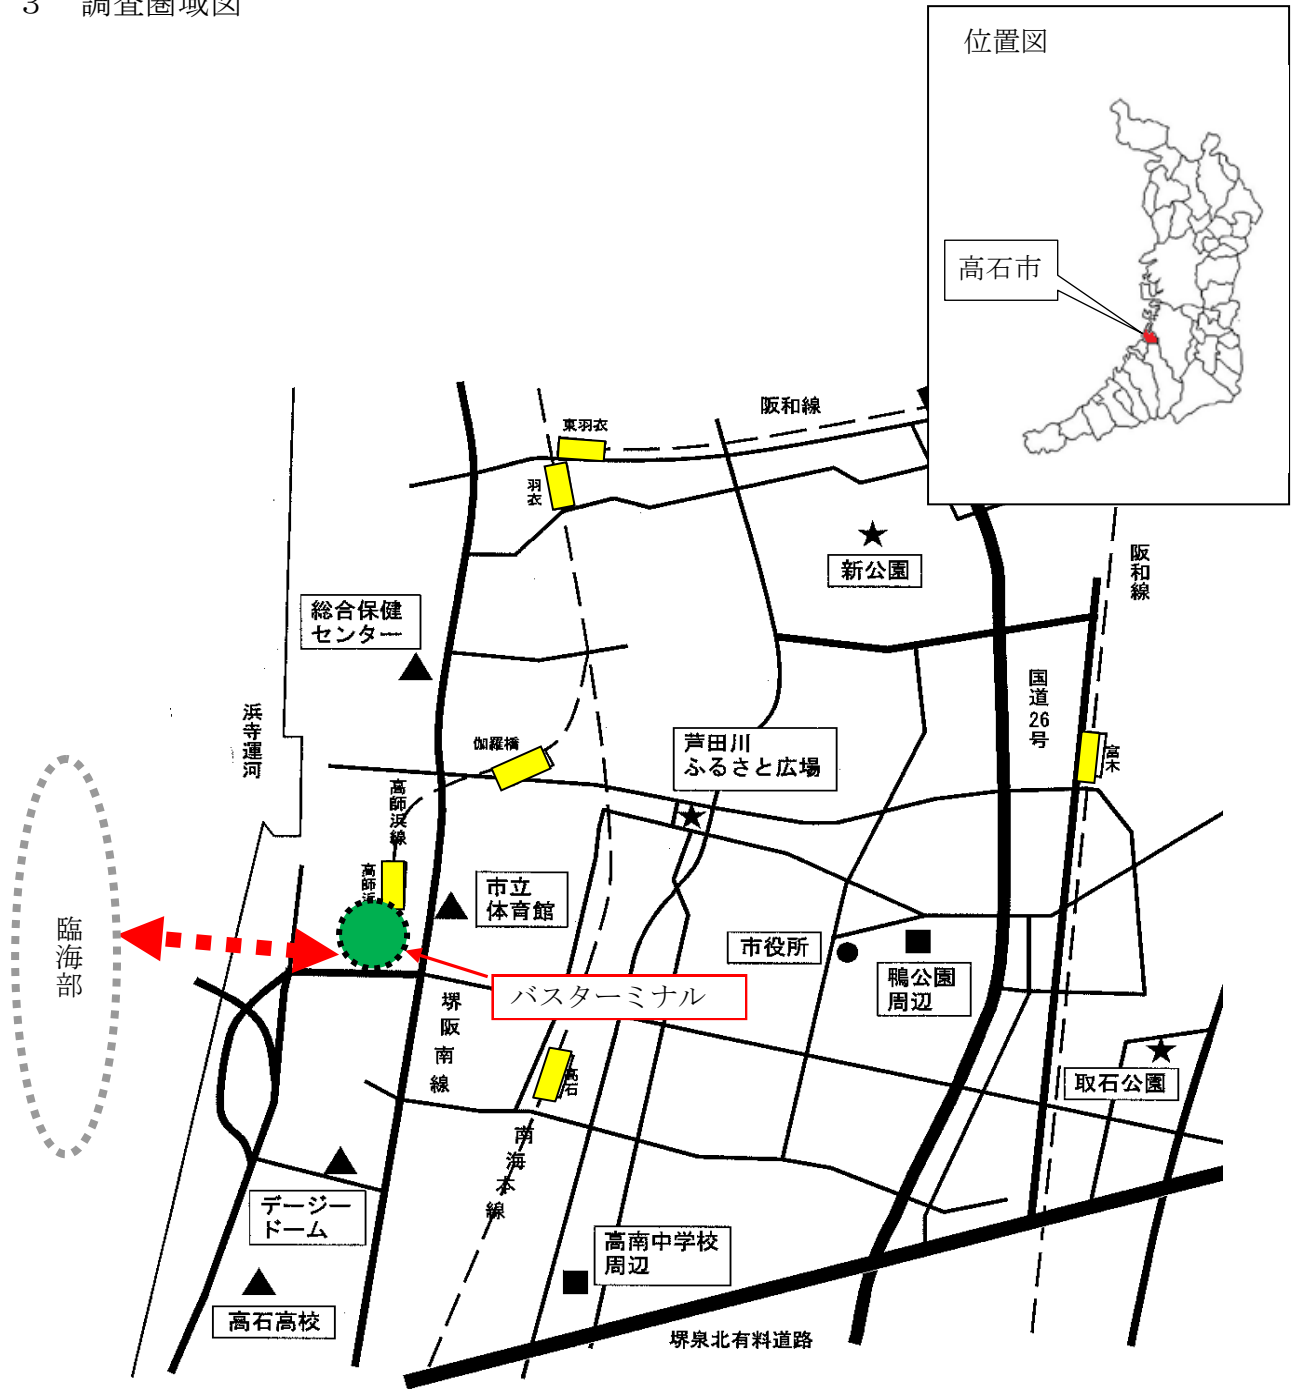 3 調査圏域図
位置図
高石市
阪和線
東羽衣
羽衣
新公園
阪和線
総合保健
センター
国道26号
浜寺運河
芦田川
ふるさと広場
伽羅橋
富木
高師浜線
高師浜
市立
体育館
臨海部
市役所
鴨公園
周辺
バスターミナル
堺阪南線
高石
取石公園
南海本線
デージー
ドーム
高南中学校
周辺
高石高校
堺泉北有料道路